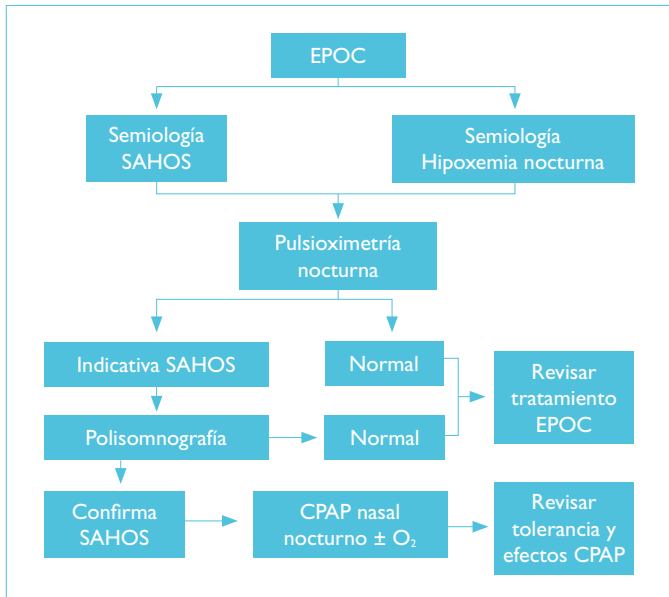 EPOC
Semiología
SAHOS
Semiología
Hipoxemia nocturna
Pulsioximetría
nocturna
Indicativa SAHOS
Normal
Revisar
tratamiento
EPOC
Polisomnografía
Normal
Confirma
SAHOS
CPAP nasal
nocturno ± O₂
Revisar
tolerancia y
efectos CPAP